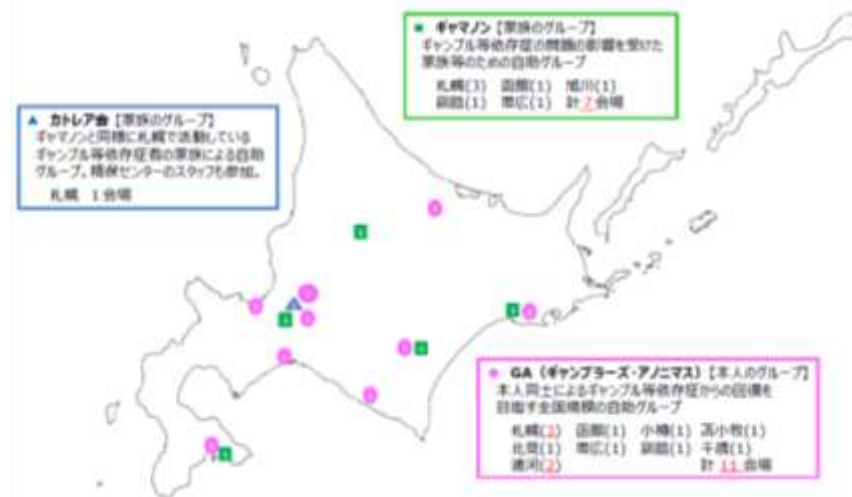 ■ ギャマノン【家族のグループ】
ギャンブル等依存症の問題の影響を受けた
家族等のための自助グループ
札幌(3) 函館(1) 旭川(1)
釧路(1) 帯広(1) 計 7 会場
▲ カトレア会【家族のグループ】
ギャマノンと同様に札幌で活動している
ギャンブル等依存症者の家族による自助
グループ。精保センターのスタッフも参加。
札幌 1会場
● GA(ギャンブラーズ・アノニマス)【本人のグループ】
本人同士によるギャンブル等依存症からの回復を
目指す全国規模の自助グループ
札幌(2) 函館(1) 小樽(1) 苫小牧(1)
北見(1) 帯広(1) 釧路(1) 千歳(1)
浦河(2) 計 11 会場